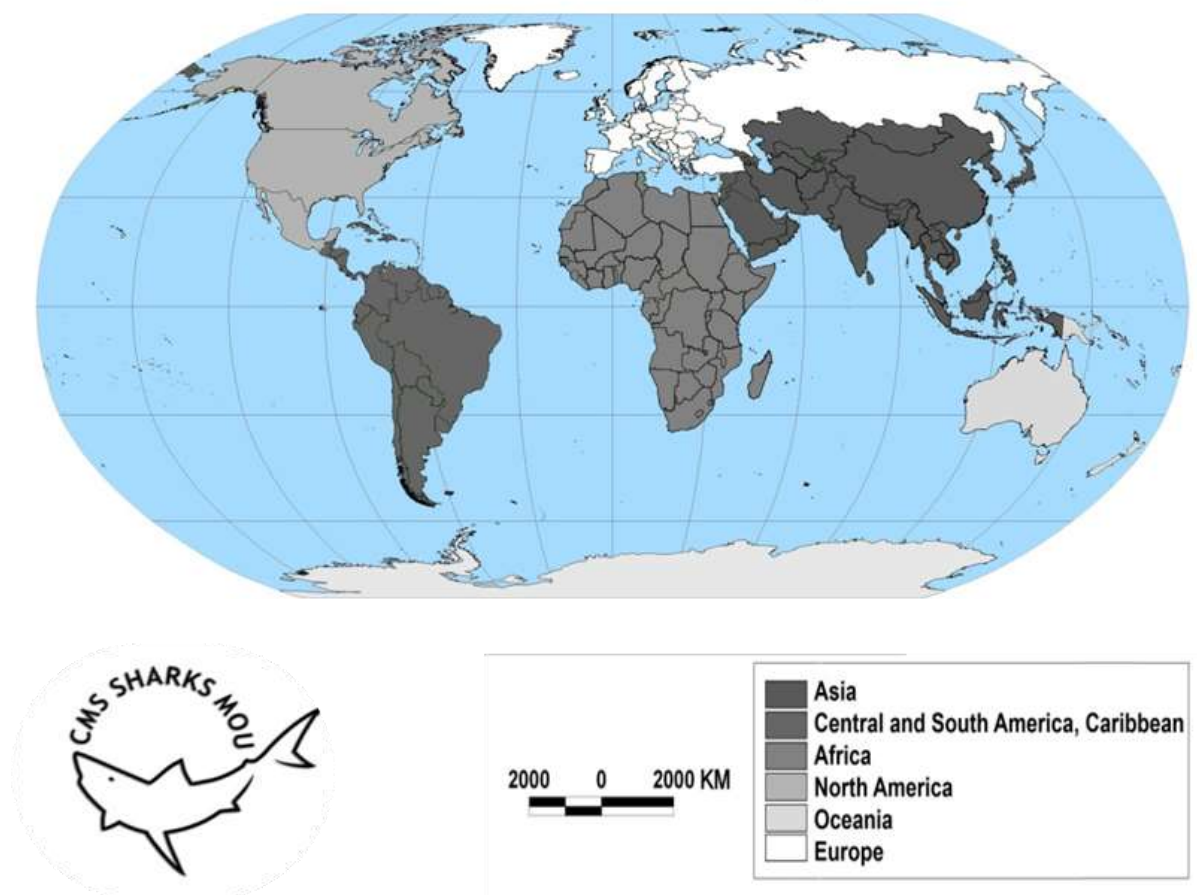 CMS SHARKS MOU
2000 0 2000 KM
Asia
Central and South America, Caribbean
Africa
North America
Oceania
Europe